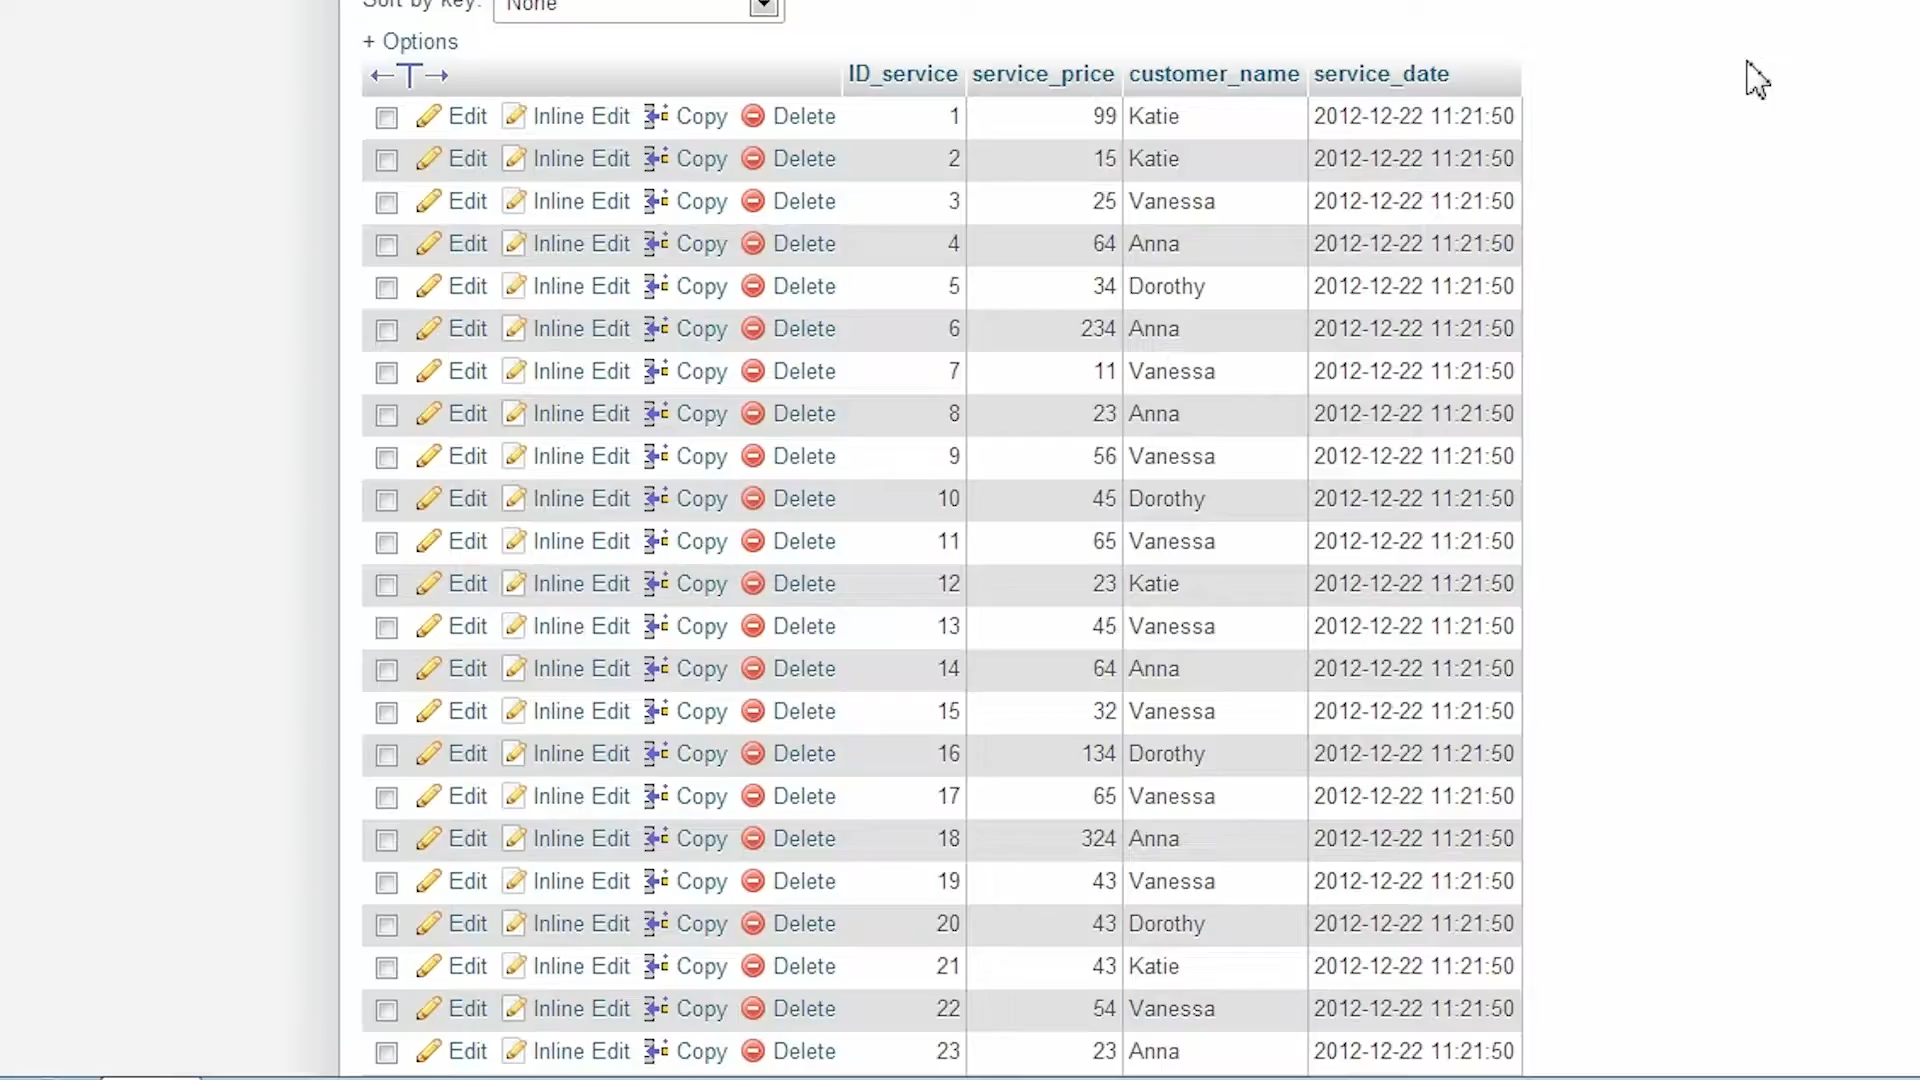 Sort by key: None
+ Options
←T→ ID_service service_price customer_name service_date
Edit Inline Edit Copy Delete 1 99 Katie 2012-12-22 11:21:50
Edit Inline Edit Copy Delete 2 15 Katie 2012-12-22 11:21:50
Edit Inline Edit Copy Delete 3 25 Vanessa 2012-12-22 11:21:50
Edit Inline Edit Copy Delete 4 64 Anna 2012-12-22 11:21:50
Edit Inline Edit Copy Delete 5 34 Dorothy 2012-12-22 11:21:50
Edit Inline Edit Copy Delete 6 234 Anna 2012-12-22 11:21:50
Edit Inline Edit Copy Delete 7 11 Vanessa 2012-12-22 11:21:50
Edit Inline Edit Copy Delete 8 23 Anna 2012-12-22 11:21:50
Edit Inline Edit Copy Delete 9 56 Vanessa 2012-12-22 11:21:50
Edit Inline Edit Copy Delete 10 45 Dorothy 2012-12-22 11:21:50
Edit Inline Edit Copy Delete 11 65 Vanessa 2012-12-22 11:21:50
Edit Inline Edit Copy Delete 12 23 Katie 2012-12-22 11:21:50
Edit Inline Edit Copy Delete 13 45 Vanessa 2012-12-22 11:21:50
Edit Inline Edit Copy Delete 14 64 Anna 2012-12-22 11:21:50
Edit Inline Edit Copy Delete 15 32 Vanessa 2012-12-22 11:21:50
Edit Inline Edit Copy Delete 16 134 Dorothy 2012-12-22 11:21:50
Edit Inline Edit Copy Delete 17 65 Vanessa 2012-12-22 11:21:50
Edit Inline Edit Copy Delete 18 324 Anna 2012-12-22 11:21:50
Edit Inline Edit Copy Delete 19 43 Vanessa 2012-12-22 11:21:50
Edit Inline Edit Copy Delete 20 43 Dorothy 2012-12-22 11:21:50
Edit Inline Edit Copy Delete 21 43 Katie 2012-12-22 11:21:50
Edit Inline Edit Copy Delete 22 54 Vanessa 2012-12-22 11:21:50
Edit Inline Edit Copy Delete 23 23 Anna 2012-12-22 11:21:50